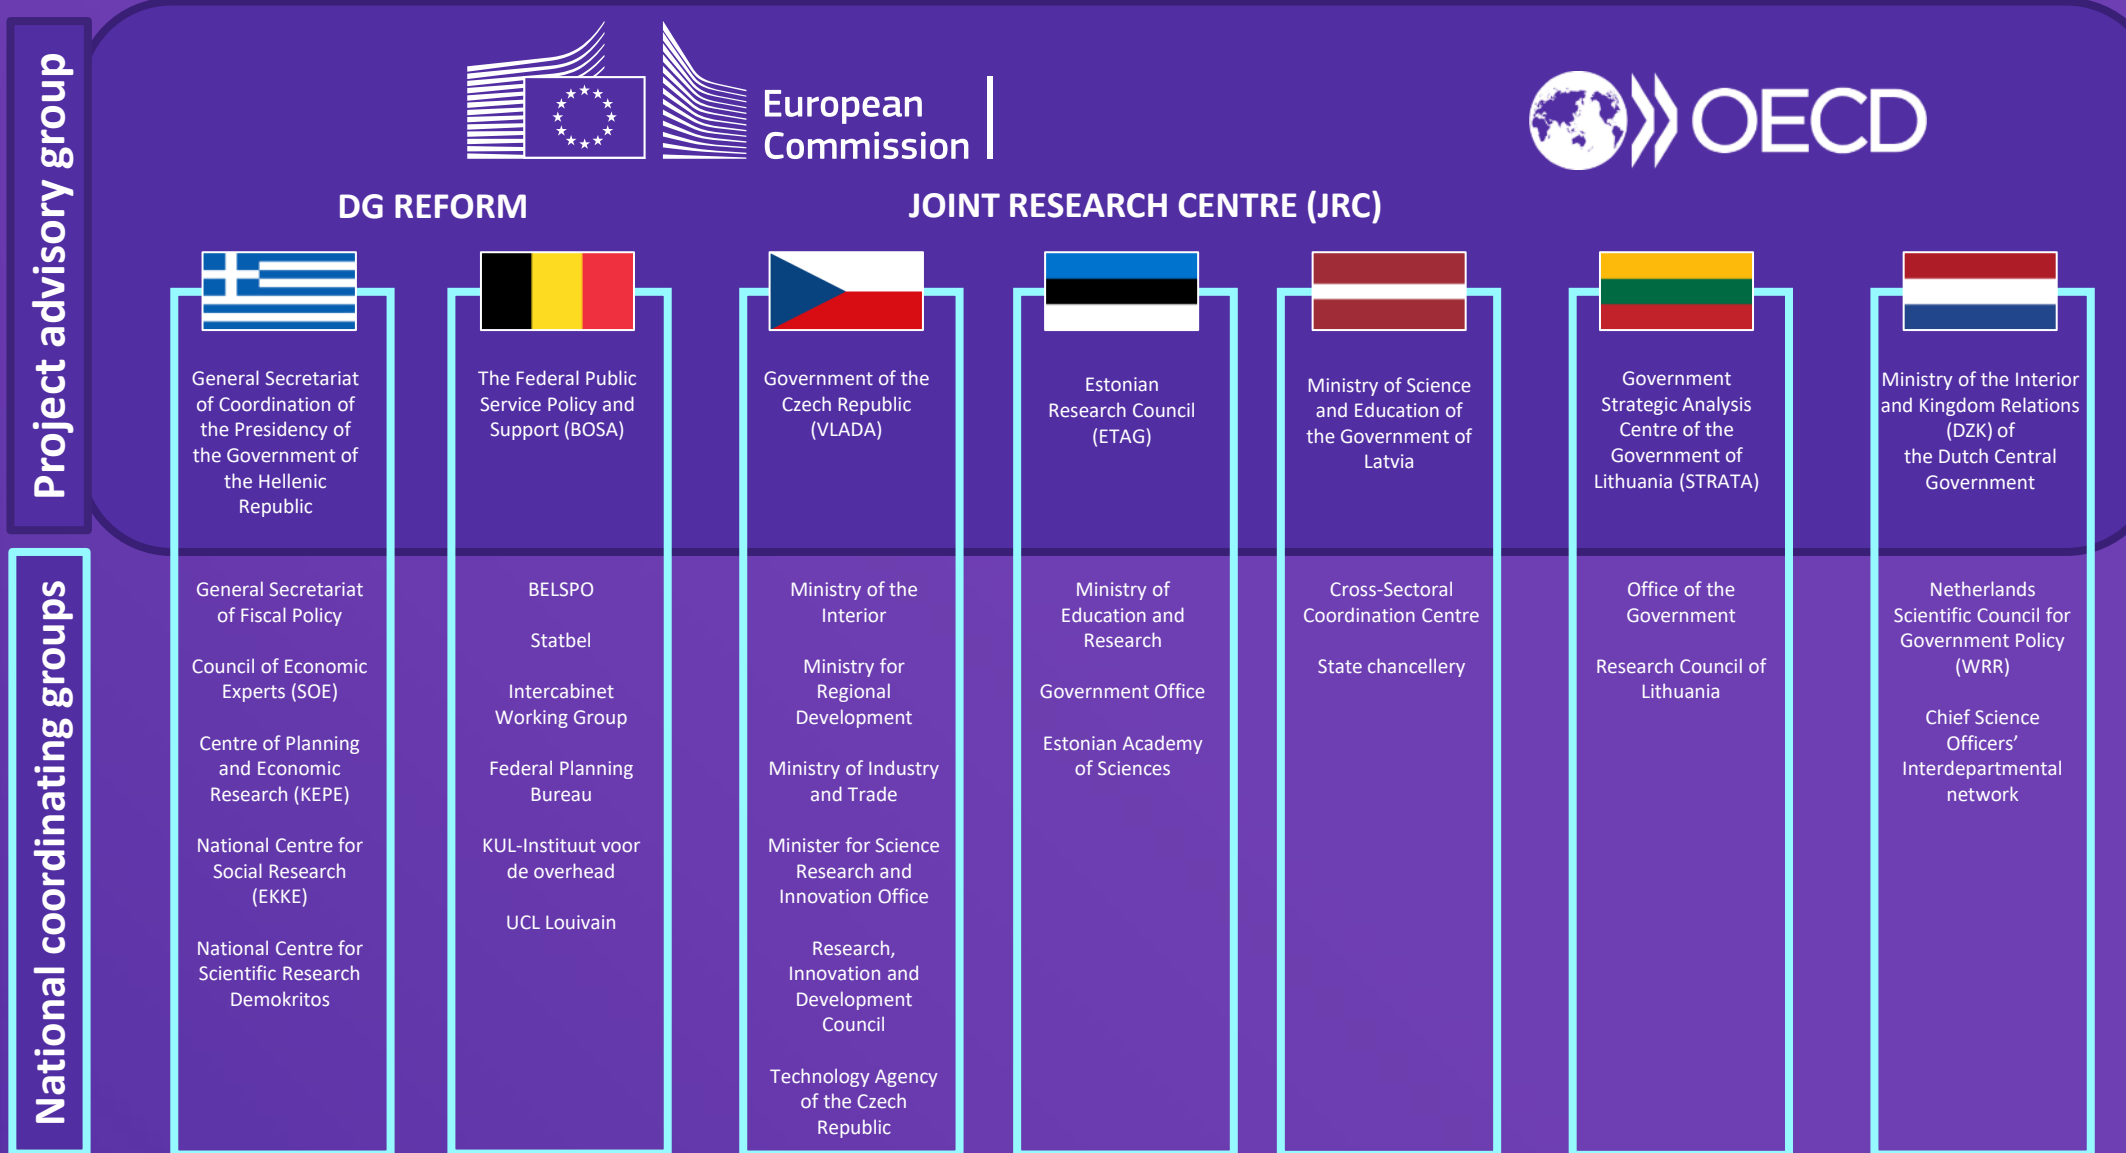 Project advisory group
European
Commission
OECD
DG REFORM
JOINT RESEARCH CENTRE (JRC)
General Secretariat
of Coordination of
the Presidency of
the Government of
the Hellenic
Republic
The Federal Public
Service Policy and
Support (BOSA)
Government of the
Czech Republic
(VLADA)
Estonian
Research Council
(ETAG)
Ministry of Science
and Education of
the Government of
Latvia
Government
Strategic Analysis
Centre of the
Government of
Lithuania (STRATA)
Ministry of the Interior
and Kingdom Relations
(DZK) of
the Dutch Central
Government
National coordinating groups
General Secretariat
of Fiscal Policy
Council of Economic
Experts (SOE)
Centre of Planning
and Economic
Research (KEPE)
National Centre for
Social Research
(EKKE)
National Centre for
Scientific Research
Demokritos
BELSPO
Statbel
Intercabinet
Working Group
Federal Planning
Bureau
KUL-Instituut voor
de overhead
UCL Louivain
Ministry of the
Interior
Ministry for
Regional
Development
Ministry of Industry
and Trade
Minister for Science
Research and
Innovation Office
Research,
Innovation and
Development
Council
Technology Agency
of the Czech
Republic
Ministry of
Education and
Research
Government Office
Estonian Academy
of Sciences
Cross-Sectoral
Coordination Centre
State chancellery
Office of the
Government
Research Council of
Lithuania
Netherlands
Scientific Council for
Government Policy
(WRR)
Chief Science
Officers’
Interdepartmental
network